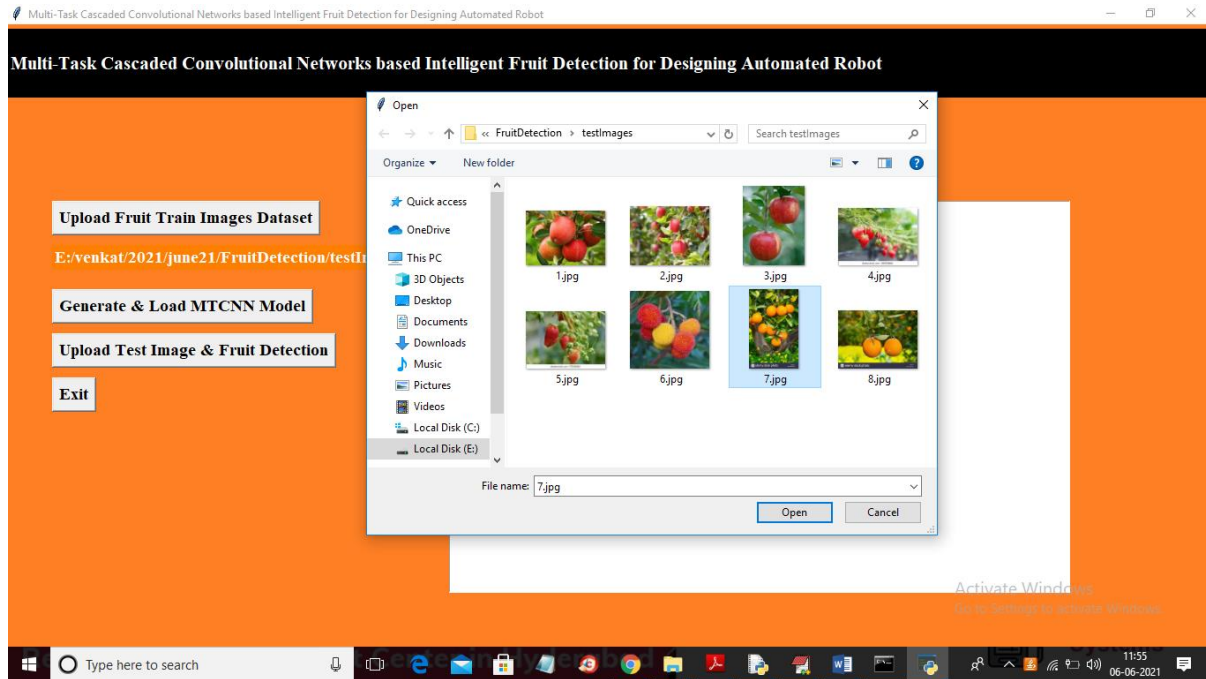 Multi-Task Cascaded Convolutional Networks based Intelligent Fruit Detection for Designing Automated Robot
Multi-Task Cascaded Convolutional Networks based Intelligent Fruit Detection for Designing Automated Robot
Open
« FruitDetection › testImages
Search testImages
Organize
New folder
Upload Fruit Train Images Dataset
E:/venkat/2021/june21/FruitDetection/testI
Generate & Load MTCNN Model
Upload Test Image & Fruit Detection
Exit
Quick access
OneDrive
This PC
3D Objects
Desktop
Documents
Downloads
Music
Pictures
Videos
Local Disk (C:)
Local Disk (E:)
1.jpg
2.jpg
3.jpg
4.jpg
5.jpg
6.jpg
7.jpg
8.jpg
File name:
7.jpg
Open
Cancel
Activate Windows
Go to Settings to activate Windows.
Type here to search
11:55
06-06-2021